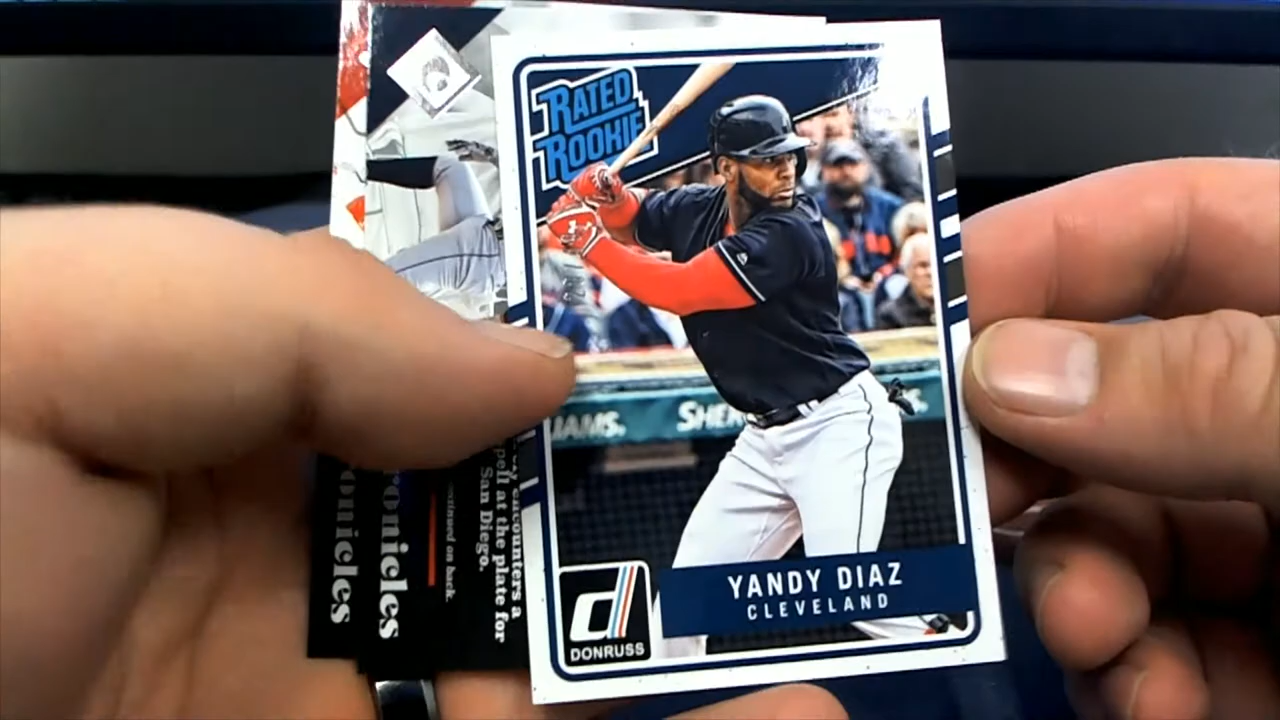 RATED
ROOKIE
IAMS.
SHER
S.
YANDY DIAZ
CLEVELAND
d
DONRUSS
encounters a
pell at the plate for
San Diego.
ontinued on back.
ronicles
onicles